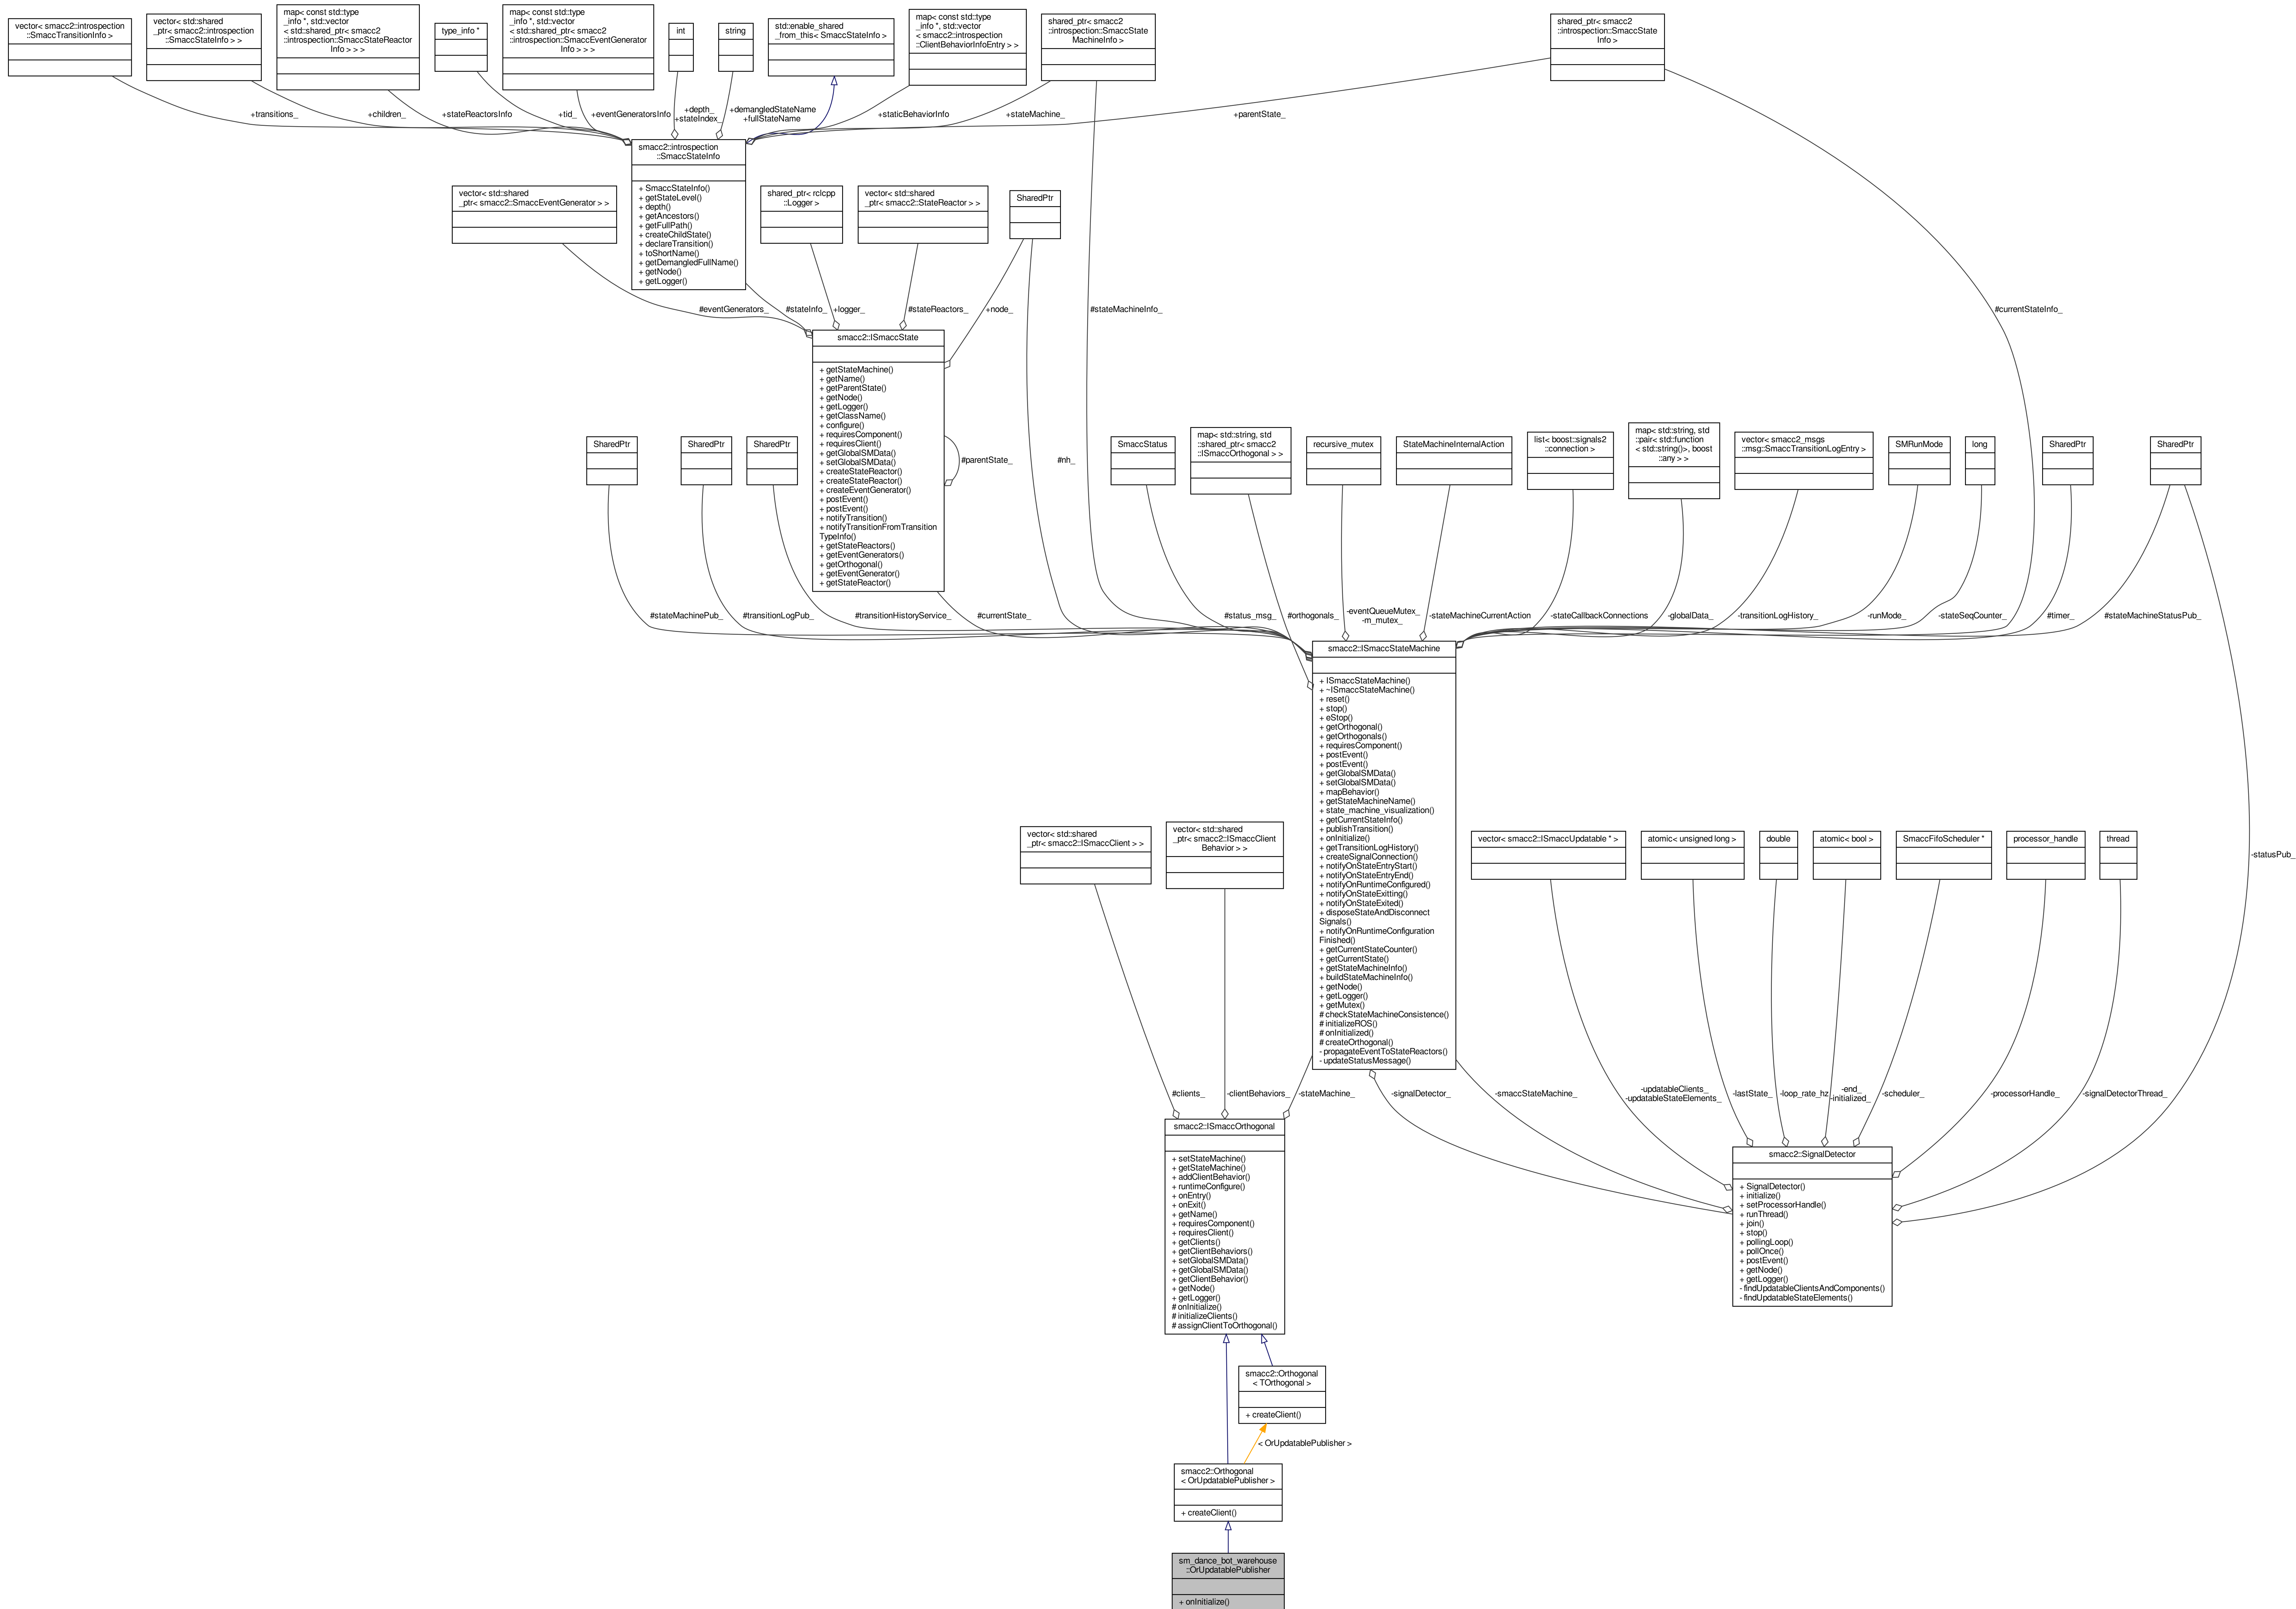 vector< smacc2::introspection
::SmaccTransitionInfo >
vector< std::shared
_ptr< smacc2::introspection
::SmaccStateInfo > >
map< const std::type
_info *, std::vector
< std::shared_ptr< smacc2
::introspection::SmaccStateReactor
Info > > >
type_info *
map< const std::type
_info *, std::vector
< std::shared_ptr< smacc2
::introspection::SmaccEventGenerator
Info > > >
int
string
std::enable_shared
_from_this< SmaccStateInfo >
map< const std::type
_info *, std::vector
< smacc2::introspection
::ClientBehaviorInfoEntry > >
shared_ptr< smacc2
::introspection::SmaccState
MachineInfo >
shared_ptr< smacc2
::introspection::SmaccState
Info >
+transitions_
+children_
+stateReactorsInfo
+tid_
+eventGeneratorsInfo
+depth_
+stateIndex_
+demangledStateName
+fullStateName
+staticBehaviorInfo
+stateMachine_
+parentState_
smacc2::introspection
::SmaccStateInfo
+ SmaccStateInfo()
+ getStateLevel()
+ depth()
+ getAncestors()
+ getFullPath()
+ createChildState()
+ declareTransition()
+ toShortName()
+ getDemangledFullName()
+ getNode()
+ getLogger()
vector< std::shared
_ptr< smacc2::SmaccEventGenerator > >
shared_ptr< rclcpp
::Logger >
vector< std::shared
_ptr< smacc2::StateReactor > >
SharedPtr
#eventGenerators_
#stateInfo_
+logger_
#stateReactors_
+node_
#stateMachineInfo_
#currentStateInfo_
smacc2::ISmaccState
+ getStateMachine()
+ getName()
+ getParentState()
+ getNode()
+ getLogger()
+ getClassName()
+ configure()
+ requiresComponent()
+ requiresClient()
+ getGlobalSMData()
+ setGlobalSMData()
+ createStateReactor()
+ createStateReactor()
+ createEventGenerator()
+ postEvent()
+ postEvent()
+ notifyTransition()
+ notifyTransitionFromTransition
TypeInfo()
+ getStateReactors()
+ getEventGenerators()
+ getOrthogonal()
+ getEventGenerator()
+ getStateReactor()
#parentState_
#nh_
SharedPtr
SharedPtr
SharedPtr
SmaccStatus
map< std::string, std
::shared_ptr< smacc2
::ISmaccOrthogonal > >
recursive_mutex
StateMachineInternalAction
list< boost::signals2
::connection >
map< std::string, std
::pair< std::function
< std::string()>, boost
::any > >
vector< smacc2_msgs
::msg::SmaccTransitionLogEntry >
SMRunMode
long
SharedPtr
SharedPtr
#stateMachinePub_
#transitionLogPub_
#transitionHistoryService_
#currentState_
#status_msg_
#orthogonals_
-eventQueueMutex_
-m_mutex_
-stateMachineCurrentAction
-stateCallbackConnections
-globalData_
-transitionLogHistory_
-runMode_
-stateSeqCounter_
#timer_
#stateMachineStatusPub_
smacc2::ISmaccStateMachine
+ ISmaccStateMachine()
+ ~ISmaccStateMachine()
+ reset()
+ stop()
+ eStop()
+ getOrthogonal()
+ getOrthogonals()
+ requiresComponent()
+ postEvent()
+ postEvent()
+ getGlobalSMData()
+ setGlobalSMData()
+ mapBehavior()
+ getStateMachineName()
+ state_machine_visualization()
+ getCurrentStateInfo()
+ publishTransition()
+ onInitialize()
+ getTransitionLogHistory()
+ createSignalConnection()
+ notifyOnStateEntryStart()
+ notifyOnStateEntryEnd()
+ notifyOnRuntimeConfigured()
+ notifyOnStateExitting()
+ notifyOnStateExited()
+ disposeStateAndDisconnect
Signals()
+ notifyOnRuntimeConfiguration
Finished()
+ getCurrentStateCounter()
+ getCurrentState()
+ getStateMachineInfo()
+ buildStateMachineInfo()
+ getNode()
+ getLogger()
+ getMutex()
# checkStateMachineConsistence()
# initializeROS()
# onInitialized()
# createOrthogonal()
- propagateEventToStateReactors()
- updateStatusMessage()
vector< std::shared
_ptr< smacc2::ISmaccClient > >
vector< std::shared
_ptr< smacc2::ISmaccClient
Behavior > >
vector< smacc2::ISmaccUpdatable * >
atomic< unsigned long >
double
atomic< bool >
SmaccFifoScheduler *
processor_handle
thread
-statusPub_
#clients_
-clientBehaviors_
-stateMachine_
-signalDetector_
-smaccStateMachine_
-updatableClients_
-updatableStateElements_
-lastState_
-loop_rate_hz
-end_
-initialized_
-scheduler_
-processorHandle_
-signalDetectorThread_
smacc2::ISmaccOrthogonal
+ setStateMachine()
+ getStateMachine()
+ addClientBehavior()
+ runtimeConfigure()
+ onEntry()
+ onExit()
+ getName()
+ requiresComponent()
+ requiresClient()
+ getClients()
+ getClientBehaviors()
+ setGlobalSMData()
+ getGlobalSMData()
+ getClientBehavior()
+ getNode()
+ getLogger()
# onInitialize()
# initializeClients()
# assignClientToOrthogonal()
smacc2::SignalDetector
+ SignalDetector()
+ initialize()
+ setProcessorHandle()
+ runThread()
+ join()
+ stop()
+ pollingLoop()
+ pollOnce()
+ postEvent()
+ getNode()
+ getLogger()
- findUpdatableClientsAndComponents()
- findUpdatableStateElements()
smacc2::Orthogonal
< TOrthogonal >
+ createClient()
< OrUpdatablePublisher >
smacc2::Orthogonal
< OrUpdatablePublisher >
+ createClient()
sm_dance_bot_warehouse
::OrUpdatablePublisher
+ onInitialize()